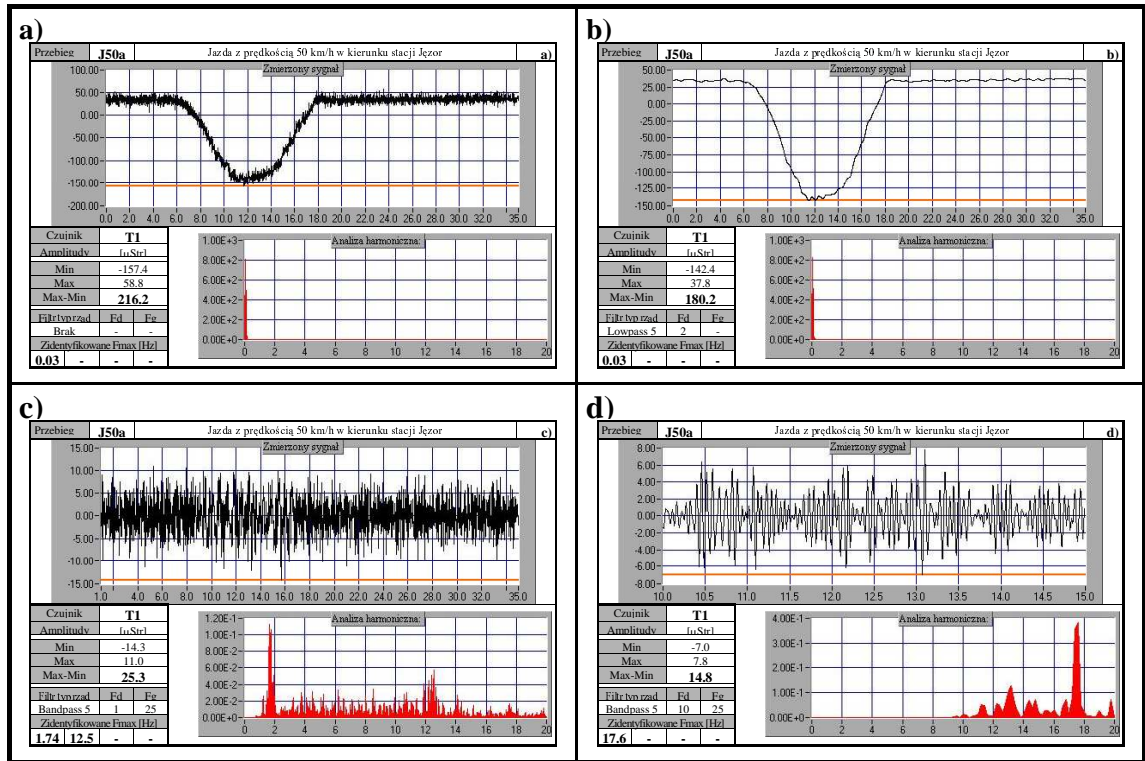 a)
Przebieg J50a Jazda z prędkością 50 km/h w kierunku stacji Jęzor a)
Zmierzony sygnał
100.00
50.00
0.00
-50.00
-100.00
-150.00
-200.00
0.0 2.0 4.0 6.0 8.0 10.0 12.0 14.0 16.0 18.0 20.0 22.0 24.0 26.0 28.0 30.0 32.0 35.0
Czujnik T1
Amplitudy [uStr]
Min -157.4
Max 58.8
Max-Min 216.2
Filtr typ rząd Fd Fg
Brak - -
Zidentyfikowane Fmax [Hz]
0.03 - - -
Analiza harmoniczna:
1.00E+3
8.00E+2
6.00E+2
4.00E+2
2.00E+2
0.00E+0
0 2 4 6 8 10 12 14 16 18 20
b)
Przebieg J50a Jazda z prędkością 50 km/h w kierunku stacji Jęzor b)
Zmierzony sygnał
50.00
25.00
0.00
-25.00
-50.00
-75.00
-100.00
-125.00
-150.00
0.0 2.0 4.0 6.0 8.0 10.0 12.0 14.0 16.0 18.0 20.0 22.0 24.0 26.0 28.0 30.0 32.0 35.0
Czujnik T1
Amplitudy [uStr]
Min -142.4
Max 37.8
Max-Min 180.2
Filtr typ rząd Fd Fg
Lowpass 5 2 -
Zidentyfikowane Fmax [Hz]
0.03 - - -
Analiza harmoniczna:
1.00E+3
8.00E+2
6.00E+2
4.00E+2
2.00E+2
0.00E+0
0 2 4 6 8 10 12 14 16 18 20
c)
Przebieg J50a Jazda z prędkością 50 km/h w kierunku stacji Jęzor c)
Zmierzony sygnał
15.00
10.00
5.00
0.00
-5.00
-10.00
-15.00
1.0 2.0 4.0 6.0 8.0 10.0 12.0 14.0 16.0 18.0 20.0 22.0 24.0 26.0 28.0 30.0 32.0 35.0
Czujnik T1
Amplitudy [uStr]
Min -14.3
Max 11.0
Max-Min 25.3
Filtr typ rząd Fd Fg
Bandpass 5 1 25
Zidentyfikowane Fmax [Hz]
1.74 12.5 - -
Analiza harmoniczna:
1.20E-1
1.00E-1
8.00E-2
6.00E-2
4.00E-2
2.00E-2
0.00E+0
0 2 4 6 8 10 12 14 16 18 20
d)
Przebieg J50a Jazda z prędkością 50 km/h w kierunku stacji Jęzor d)
Zmierzony sygnał
8.00
6.00
4.00
2.00
0.00
-2.00
-4.00
-6.00
-8.00
10.0 10.5 11.0 11.5 12.0 12.5 13.0 13.5 14.0 14.5 15.0
Czujnik T1
Amplitudy [uStr]
Min -7.0
Max 7.8
Max-Min 14.8
Filtr typ rząd Fd Fg
Bandpass 5 10 25
Zidentyfikowane Fmax [Hz]
17.6 - - -
Analiza harmoniczna:
4.00E-1
3.00E-1
2.00E-1
1.00E-1
0.00E+0
0 2 4 6 8 10 12 14 16 18 20